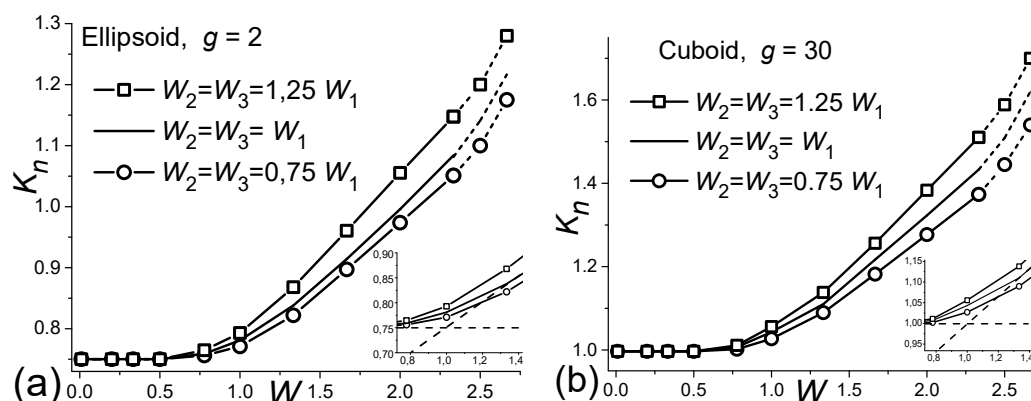 Ellipsoid, g = 2
W2=W3=1,25 W1
W2=W3= W1
W2=W3=0,75 W1
Kn
1.3
1.2
1.1
1.0
0.9
0.8
0.0 0.5 1.0 1.5 2.0 2.5
W
(a)
0,90
0,85
0,80
0,75
0,70
0,8 1,0 1,2 1,4
Cuboid, g = 30
W2=W3=1.25 W1
W2=W3= W1
W2=W3=0.75 W1
Kn
1.6
1.4
1.2
1.0
0.0 0.5 1.0 1.5 2.0 2.5
W
(b)
1,15
1,10
1,05
1,00
0,95
0,8 1,0 1,2 1,4